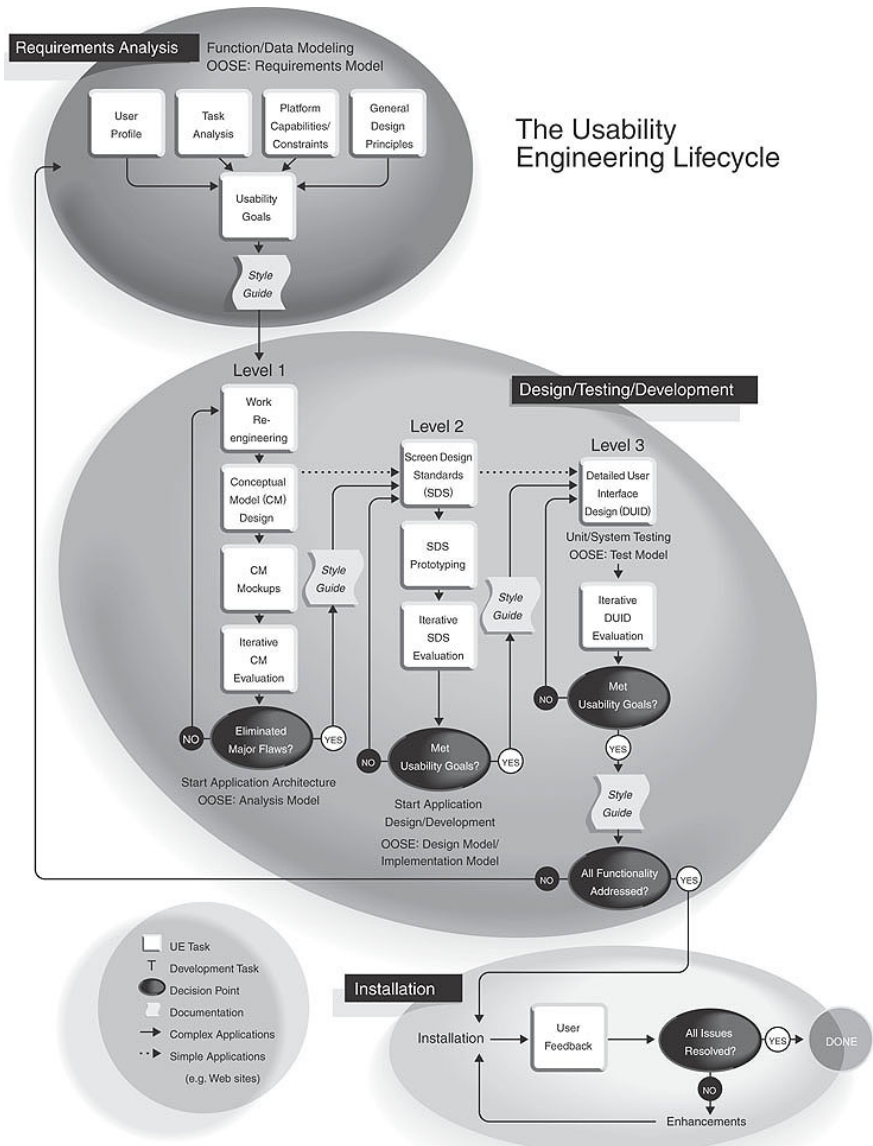 Requirements Analysis
Function/Data Modeling
OOSE: Requirements Model
User
Profile
Task
Analysis
Platform
Capabilities/
Constraints
General
Design
Principles
The Usability
Engineering Lifecycle
Usability
Goals
Style
Guide
Level 1
Design/Testing/Development
Work
Re-
engineering
Conceptual
Model (CM)
Design
CM
Mockups
Iterative
CM
Evaluation
NO
Eliminated
Major Flaws?
YES
Start Application Architecture
OOSE: Analysis Model
Style
Guide
Level 2
Screen Design
Standards
(SDS)
SDS
Prototyping
Iterative
SDS
Evaluation
NO
Met
Usability Goals?
YES
Start Application
Design/Development
OOSE: Design Model/
Implementation Model
Style
Guide
Level 3
Detailed User
Interface
Design (DUID)
Unit/System Testing
OOSE: Test Model
Iterative
DUID
Evaluation
NO
Met
Usability Goals?
YES
Style
Guide
NO
All Functionality
Addressed?
YES
UE Task
T Development Task
Decision Point
Documentation
Complex Applications
Simple Applications
(e.g. Web sites)
Installation
Installation
User
Feedback
All Issues
Resolved?
YES
DONE
NO
Enhancements